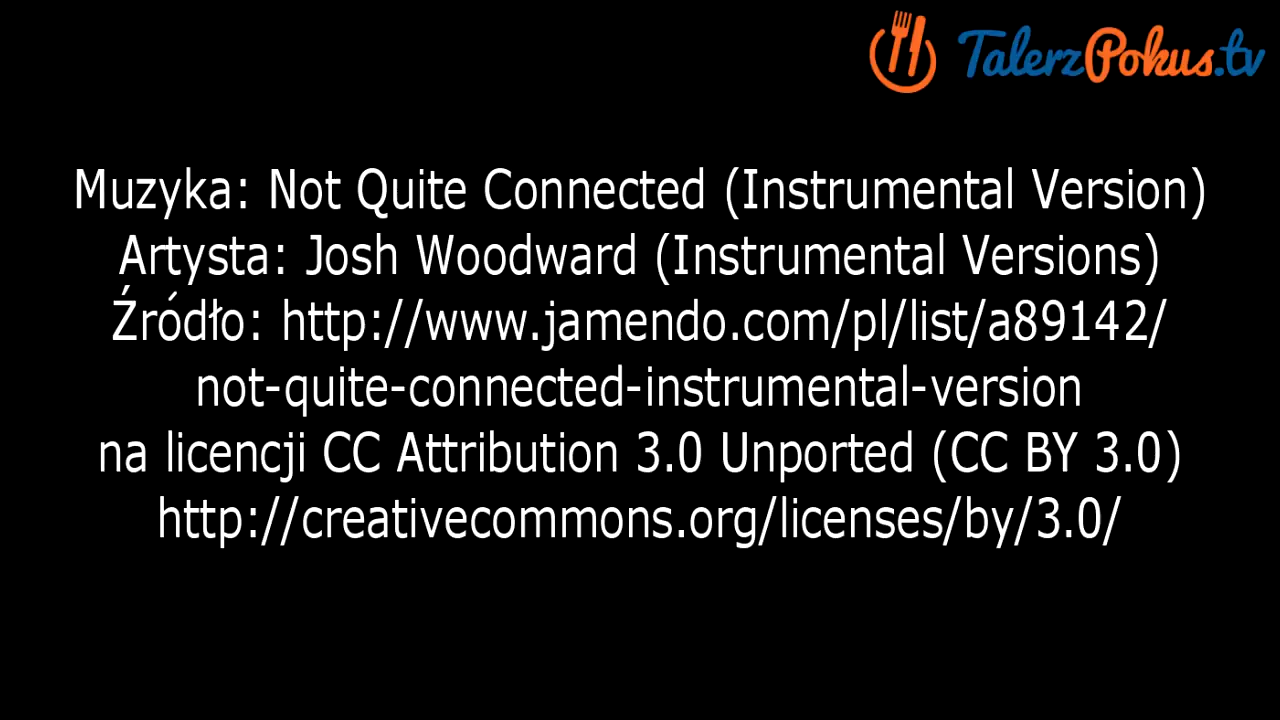 TalerzPokus.tv
Muzyka: Not Quite Connected (Instrumental Version)
Artysta: Josh Woodward (Instrumental Versions)
Źródło: http://www.jamendo.com/pl/list/a89142/
not-quite-connected-instrumental-version
na licencji CC Attribution 3.0 Unported (CC BY 3.0)
http://creativecommons.org/licenses/by/3.0/